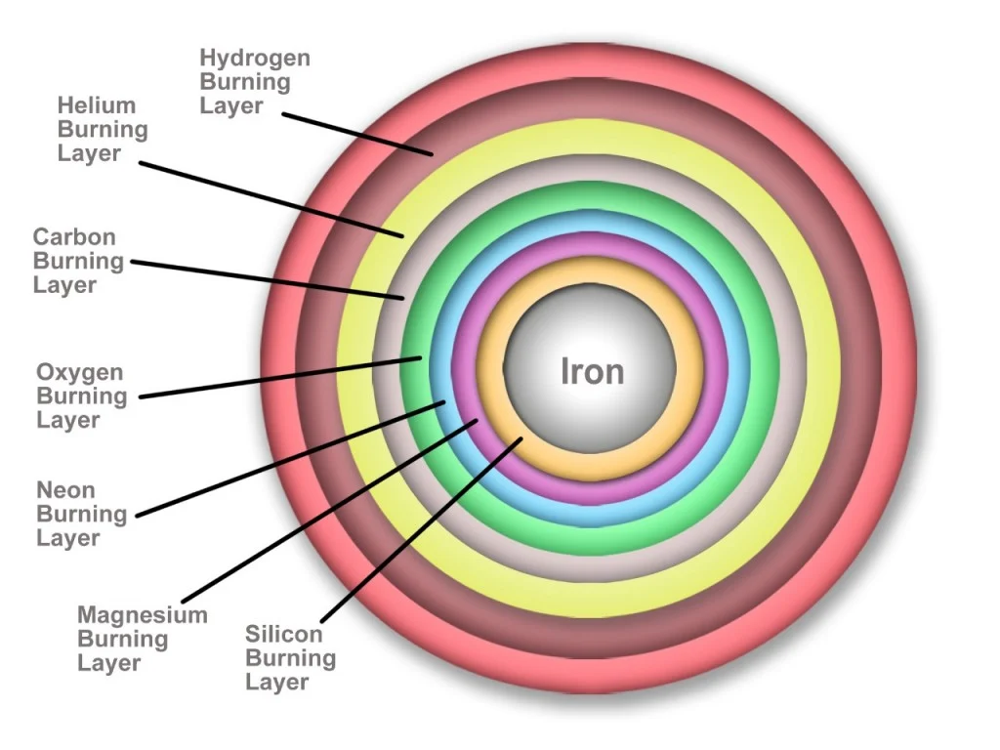 Hydrogen
Burning
Layer
Helium
Burning
Layer
Carbon
Burning
Layer
Oxygen
Burning
Layer
Neon
Burning
Layer
Magnesium
Burning
Layer
Silicon
Burning
Layer
Iron